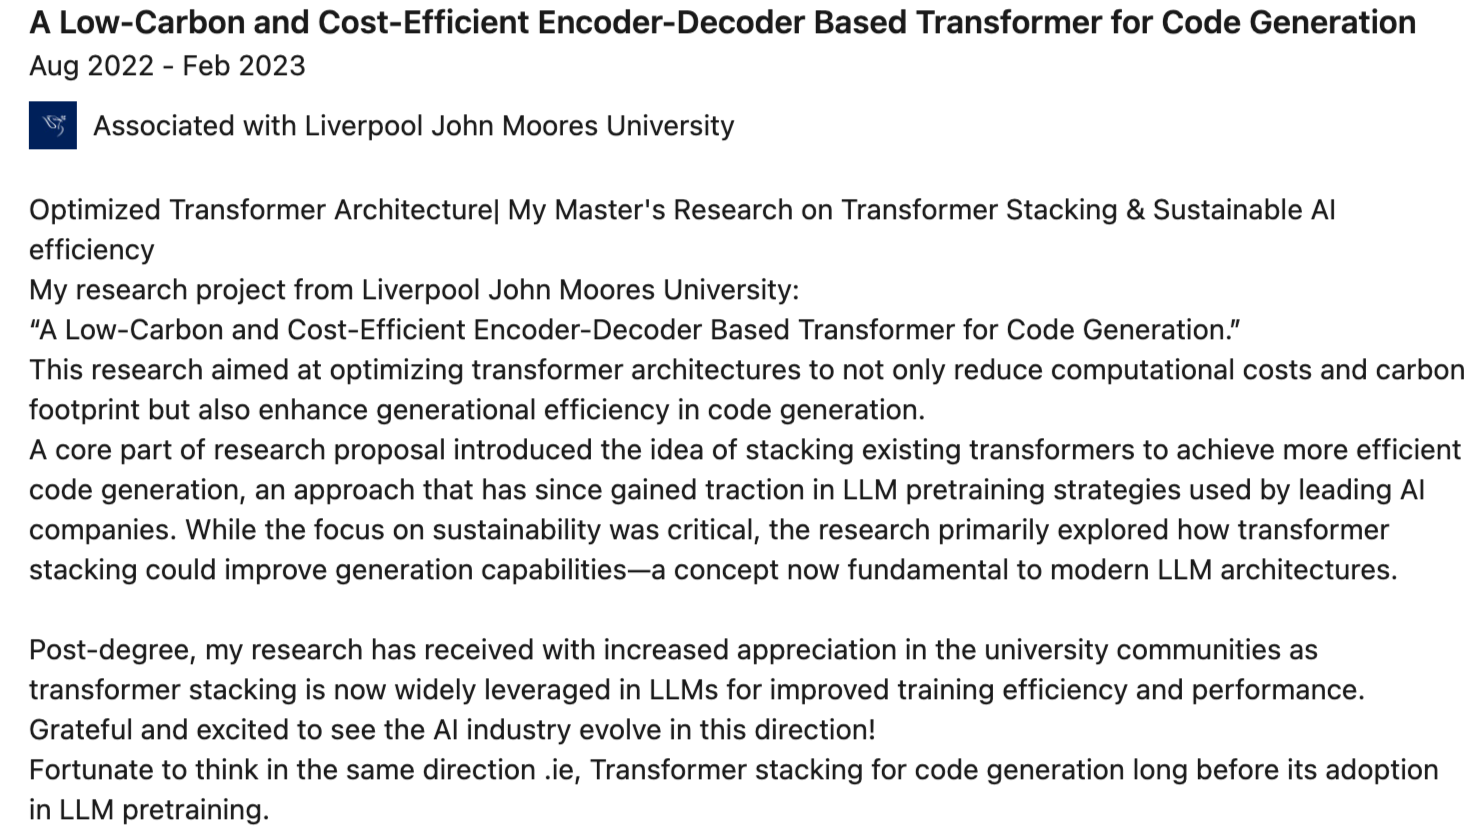 A Low-Carbon and Cost-Efficient Encoder-Decoder Based Transformer for Code Generation
Aug 2022 - Feb 2023
Associated with Liverpool John Moores University
Optimized Transformer Architecture| My Master's Research on Transformer Stacking & Sustainable AI
efficiency
My research project from Liverpool John Moores University:
“A Low-Carbon and Cost-Efficient Encoder-Decoder Based Transformer for Code Generation.”
This research aimed at optimizing transformer architectures to not only reduce computational costs and carbon
footprint but also enhance generational efficiency in code generation.
A core part of research proposal introduced the idea of stacking existing transformers to achieve more efficient
code generation, an approach that has since gained traction in LLM pretraining strategies used by leading AI
companies. While the focus on sustainability was critical, the research primarily explored how transformer
stacking could improve generation capabilities—a concept now fundamental to modern LLM architectures.
Post-degree, my research has received with increased appreciation in the university communities as
transformer stacking is now widely leveraged in LLMs for improved training efficiency and performance.
Grateful and excited to see the AI industry evolve in this direction!
Fortunate to think in the same direction .ie, Transformer stacking for code generation long before its adoption
in LLM pretraining.